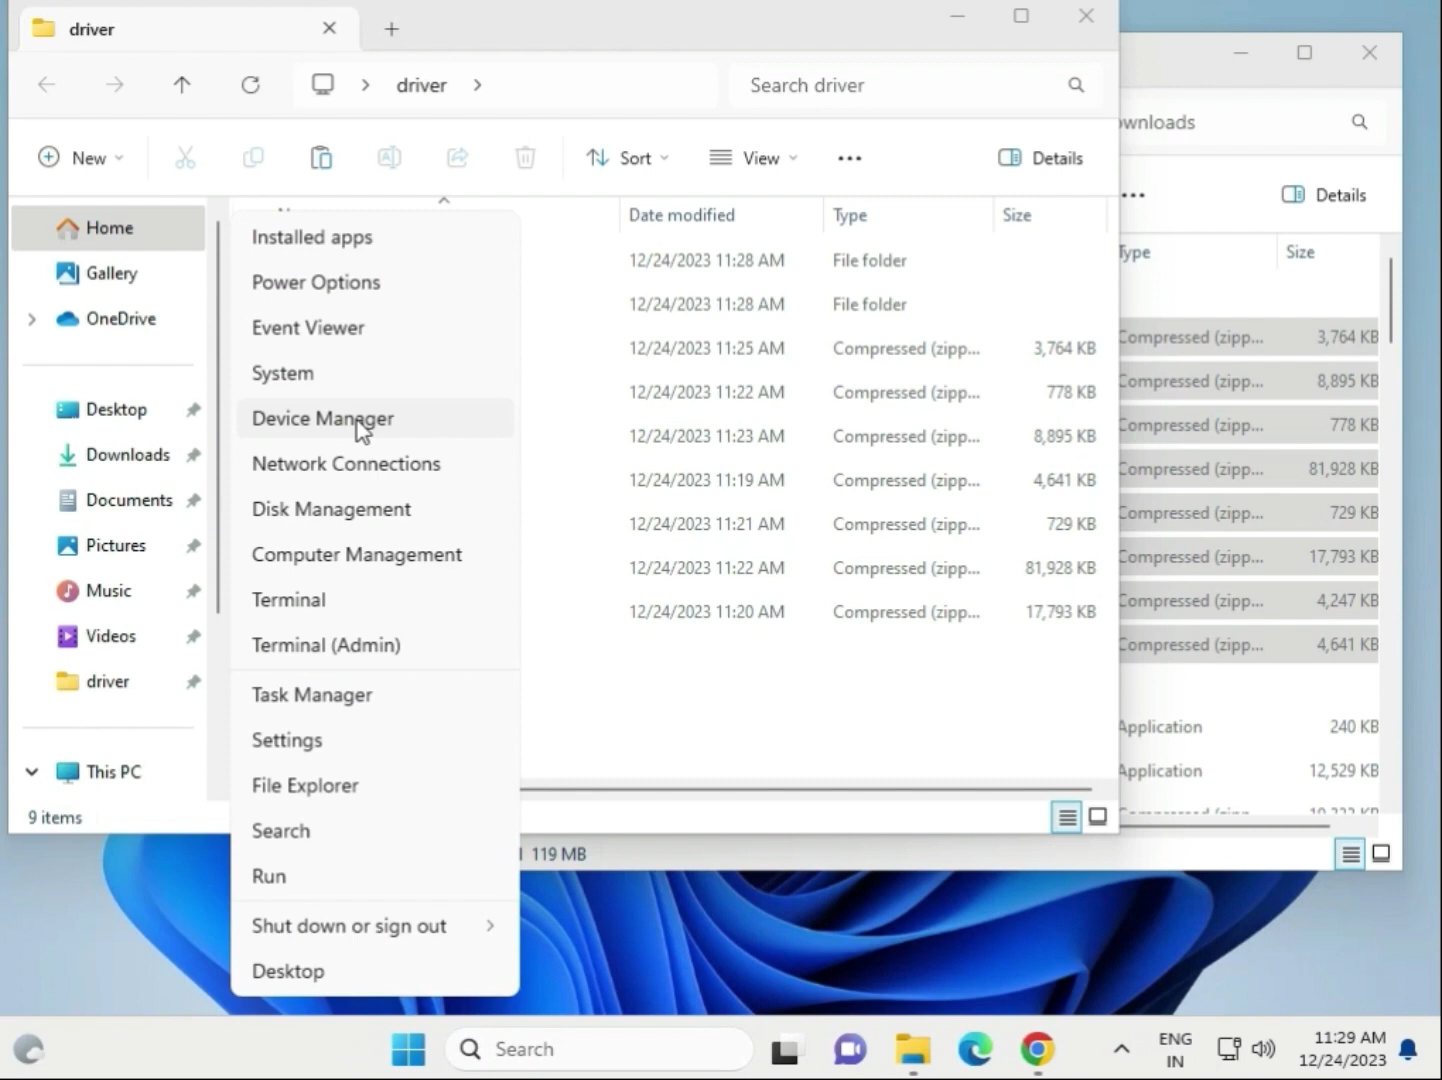 driver
driver
Search driver
ownloads
New
Sort
View
Details
Details
Date modified
Type
Size
Type
Size
Home
Gallery
OneDrive
Desktop
Downloads
Documents
Pictures
Music
Videos
driver
This PC
9 items
Installed apps
Power Options
Event Viewer
System
Device Manager
Network Connections
Disk Management
Computer Management
Terminal
Terminal (Admin)
Task Manager
Settings
File Explorer
Search
Run
Shut down or sign out
Desktop
12/24/2023 11:28 AM File folder
12/24/2023 11:28 AM File folder
12/24/2023 11:25 AM Compressed (zipp... 3,764 KB
12/24/2023 11:22 AM Compressed (zipp... 778 KB
12/24/2023 11:23 AM Compressed (zipp... 8,895 KB
12/24/2023 11:19 AM Compressed (zipp... 4,641 KB
12/24/2023 11:21 AM Compressed (zipp... 729 KB
12/24/2023 11:22 AM Compressed (zipp... 81,928 KB
12/24/2023 11:20 AM Compressed (zipp... 17,793 KB
Compressed (zipp... 3,764 KB
Compressed (zipp... 8,895 KB
Compressed (zipp... 778 KB
Compressed (zipp... 81,928 KB
Compressed (zipp... 729 KB
Compressed (zipp... 17,793 KB
Compressed (zipp... 4,247 KB
Compressed (zipp... 4,641 KB
Application 240 KB
Application 12,529 KB
119 MB
Search
ENG
IN
11:29 AM
12/24/2023